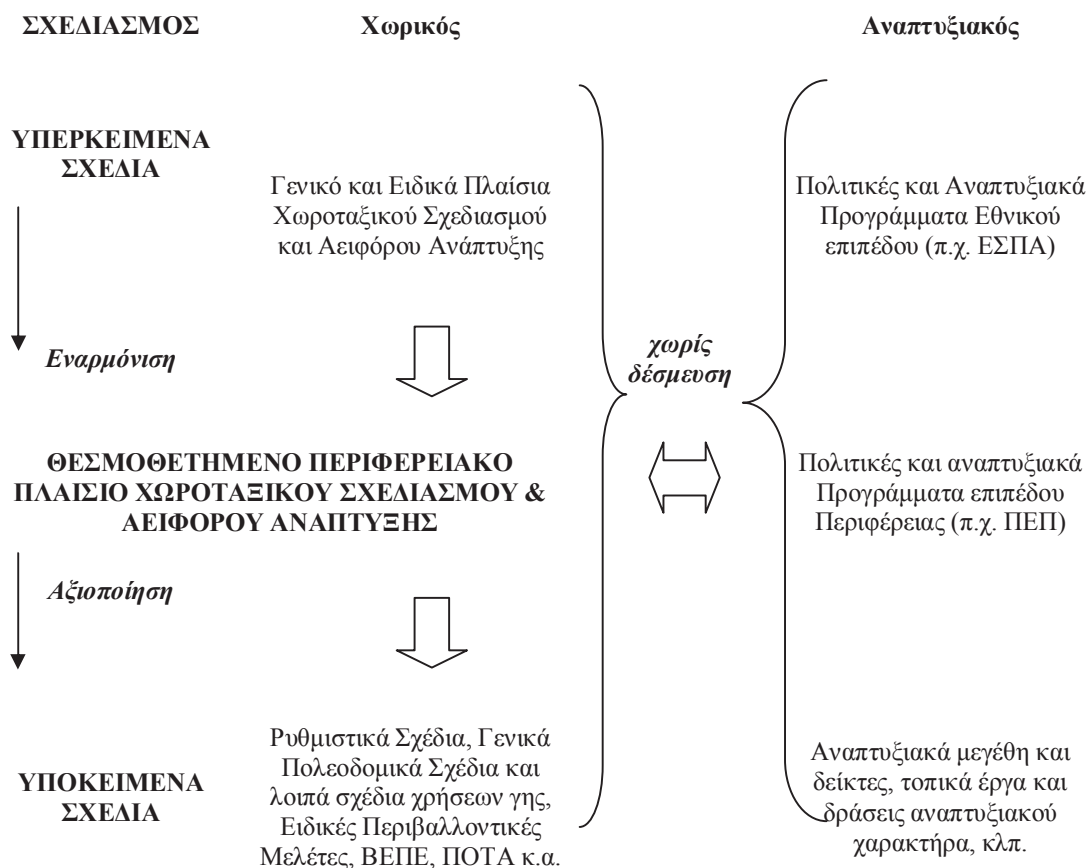 ΣΧΕΔΙΑΣΜΟΣ Χωρικός Αναπτυξιακός
ΥΠΕΡΚΕΙΜΕΝΑ
ΣΧΕΔΙΑ
Γενικό και Ειδικά Πλαίσια
Χωροταξικού Σχεδιασμού
και Αειφόρου Ανάπτυξης
Πολιτικές και Αναπτυξιακά
Προγράμματα Εθνικού
επιπέδου (π.χ. ΕΣΠΑ)
Εναρμόνιση
χωρίς
δέσμευση
ΘΕΣΜΟΘΕΤΗΜΕΝΟ ΠΕΡΙΦΕΡΕΙΑΚΟ
ΠΛΑΙΣΙΟ ΧΩΡΟΤΑΞΙΚΟΥ ΣΧΕΔΙΑΣΜΟΥ &
ΑΕΙΦΟΡΟΥ ΑΝΑΠΤΥΞΗΣ
Πολιτικές και αναπτυξιακά
Προγράμματα επιπέδου
Περιφέρειας (π.χ. ΠΕΠ)
Αξιοποίηση
ΥΠΟΚΕΙΜΕΝΑ
ΣΧΕΔΙΑ
Ρυθμιστικά Σχέδια, Γενικά
Πολεοδομικά Σχέδια και
λοιπά σχέδια χρήσεων γης,
Ειδικές Περιβαλλοντικές
Μελέτες, ΒΕΠΕ, ΠΟΤΑ κ.α.
Αναπτυξιακά μεγέθη και
δείκτες, τοπικά έργα και
δράσεις αναπτυξιακού
χαρακτήρα, κλπ.